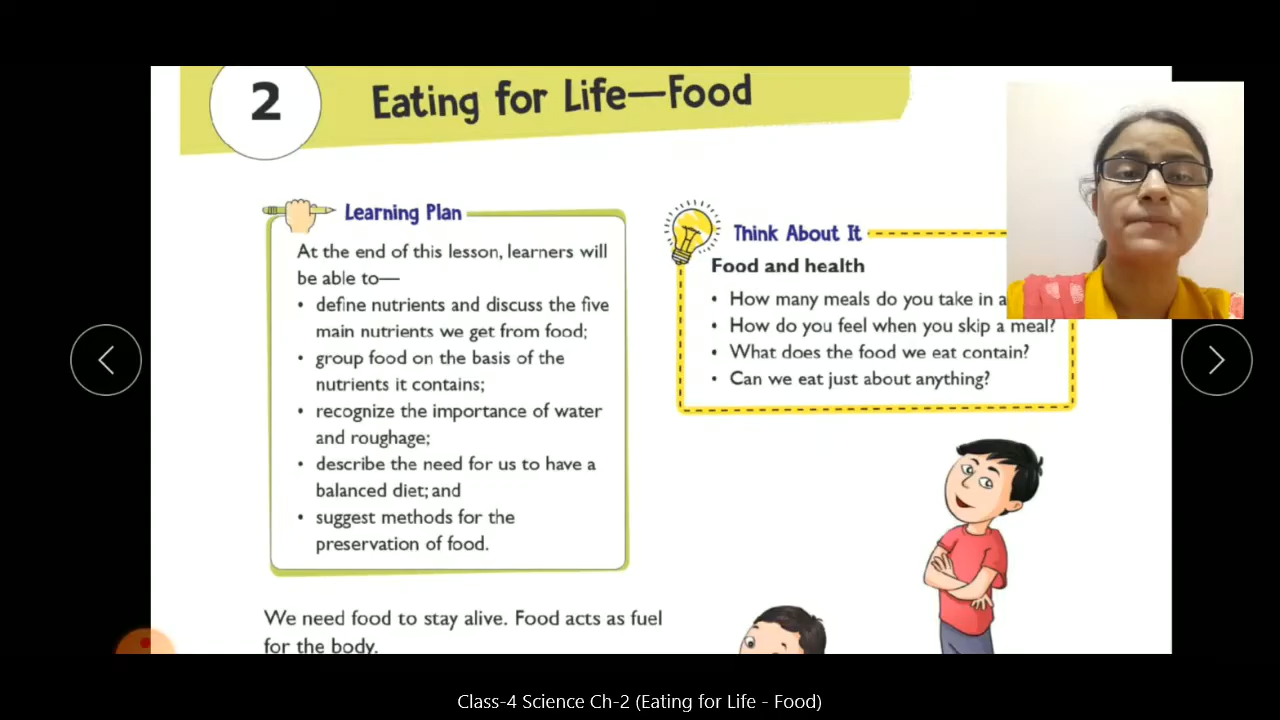 2
Eating for Life—Food
Learning Plan
At the end of this lesson, learners will
be able to—
• define nutrients and discuss the five
main nutrients we get from food;
• group food on the basis of the
nutrients it contains;
• recognize the importance of water
and roughage;
• describe the need for us to have a
balanced diet; and
• suggest methods for the
preservation of food.
Think About It
Food and health
• How many meals do you take in a
• How do you feel when you skip a meal?
• What does the food we eat contain?
• Can we eat just about anything?
We need food to stay alive. Food acts as fuel
for the body.
Class-4 Science Ch-2 (Eating for Life - Food)